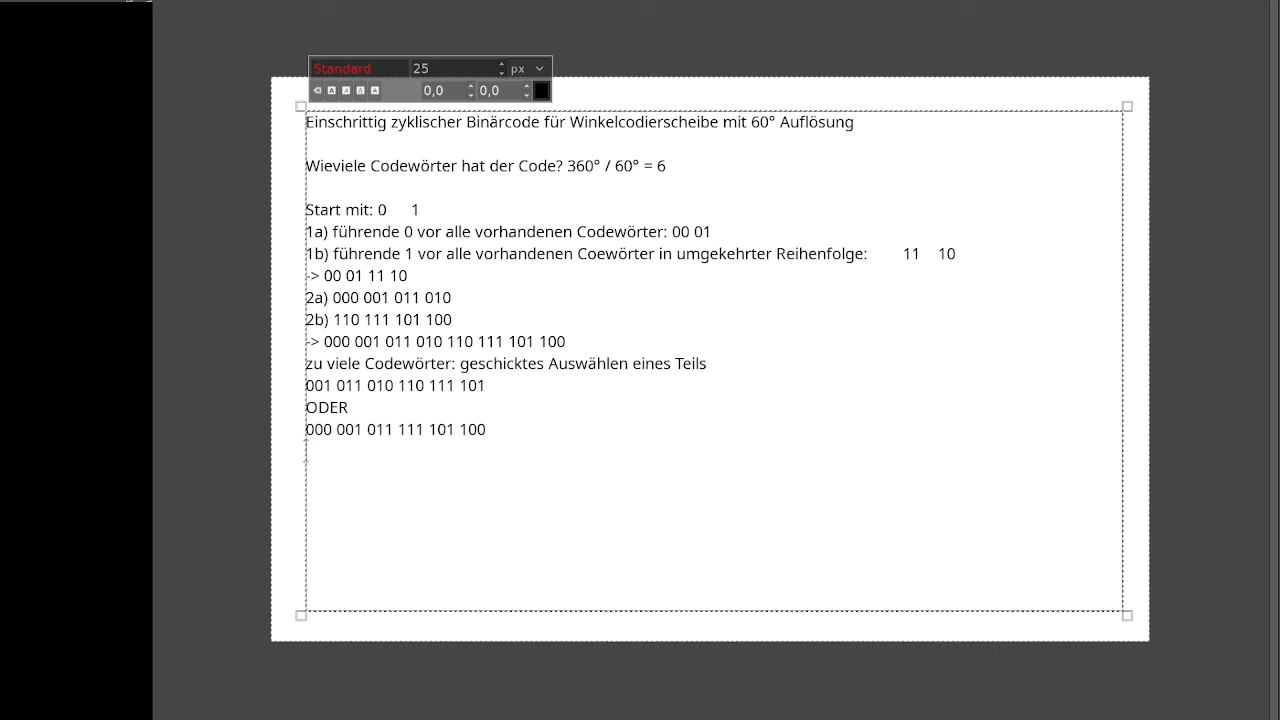 Standard 25 px
0,0 0,0
Einschrittig zyklischer Binärcode für Winkelcodierscheibe mit 60° Auflösung
Wieviele Codewörter hat der Code? 360° / 60° = 6
Start mit: 0 1
1a) führende 0 vor alle vorhandenen Codewörter: 00 01
1b) führende 1 vor alle vorhandenen Coewörter in umgekehrter Reihenfolge: 11 10
-> 00 01 11 10
2a) 000 001 011 010
2b) 110 111 101 100
-> 000 001 011 010 110 111 101 100
zu viele Codewörter: geschicktes Auswählen eines Teils
001 011 010 110 111 101
ODER
000 001 011 111 101 100